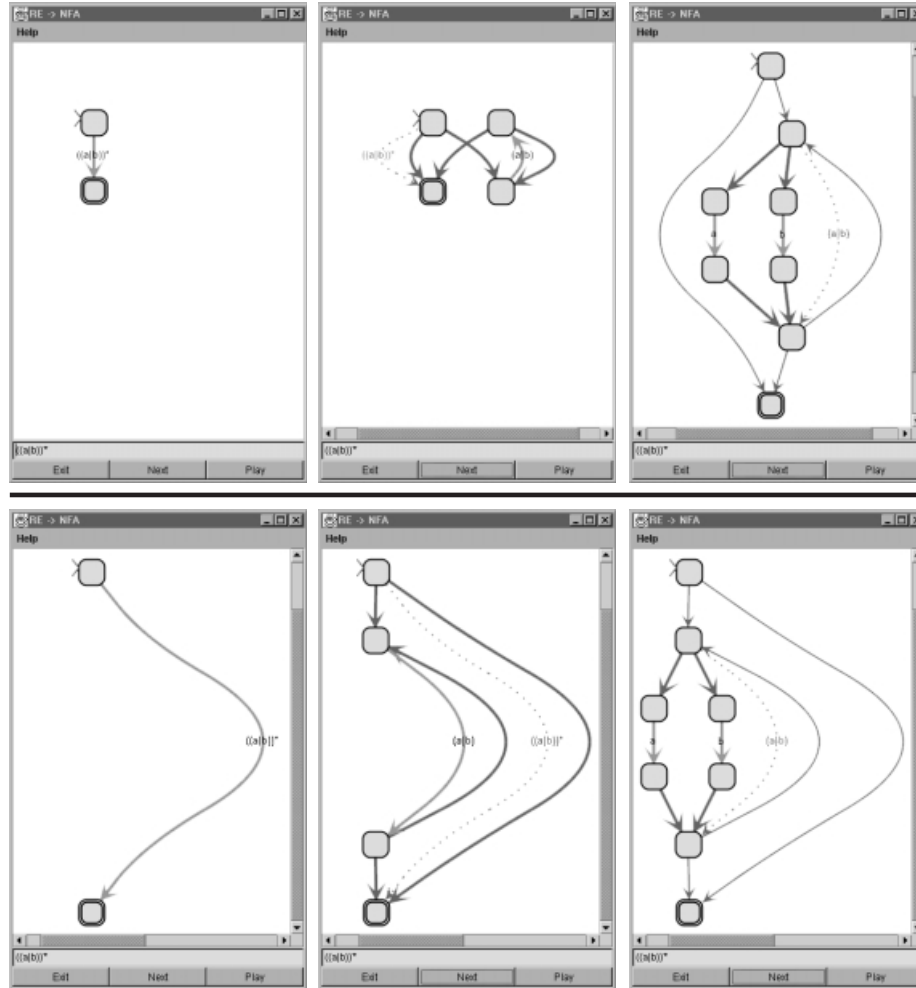 RE -> NFA
Help
((a|b))*
((a|b))*
Exit Next Play
RE -> NFA
Help
((a|b))*
(a|b)
((a|b))*
Exit Next Play
RE -> NFA
Help
a
b
(a|b)
((a|b))*
Exit Next Play
RE -> NFA
Help
((a|b))*
((a|b))*
Exit Next Play
RE -> NFA
Help
(a|b)
((a|b))*
((a|b))*
Exit Next Play
RE -> NFA
Help
a
b
(a|b)
((a|b))*
Exit Next Play